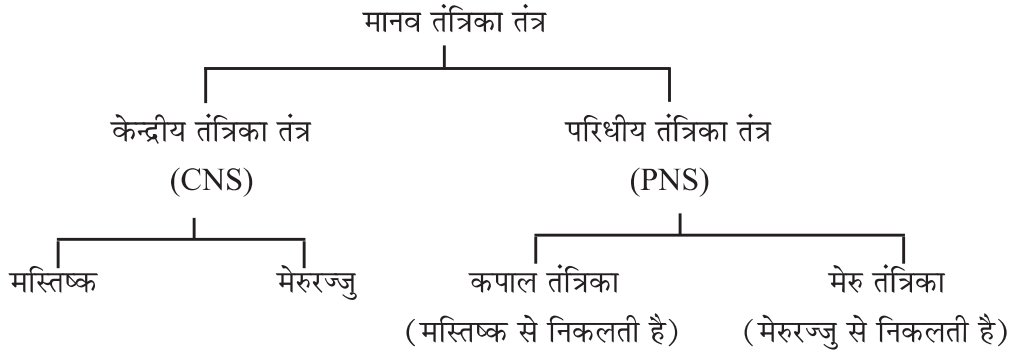 मानव तंत्रिका तंत्र
केन्द्रीय तंत्रिका तंत्र
(CNS)
परिधीय तंत्रिका तंत्र
(PNS)
मस्तिष्क
मेरुरज्जु
कपाल तंत्रिका
(मस्तिष्क से निकलती है)
मेरु तंत्रिका
(मेरुरज्जु से निकलती है)